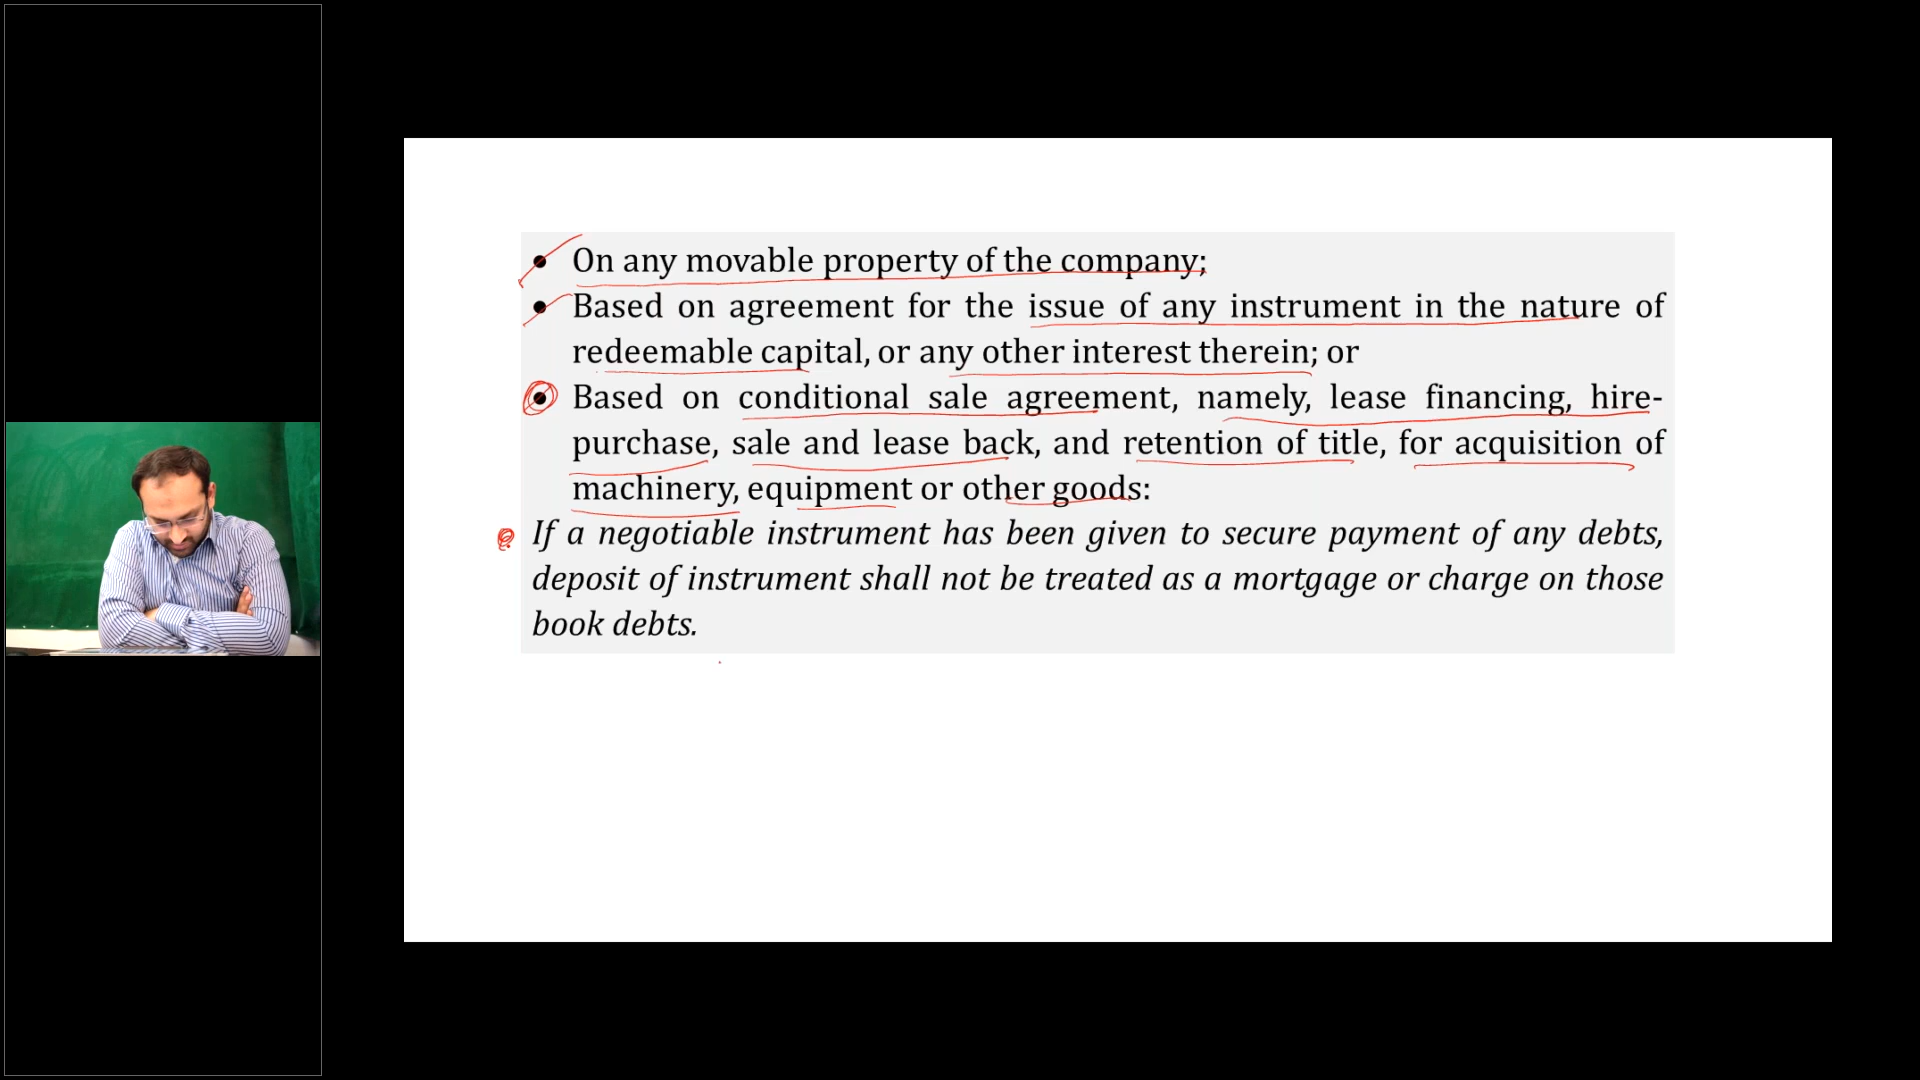 • On any movable property of the company;
• Based on agreement for the issue of any instrument in the nature of
redeemable capital, or any other interest therein; or
• Based on conditional sale agreement, namely, lease financing, hire-
purchase, sale and lease back, and retention of title, for acquisition of
machinery, equipment or other goods:
If a negotiable instrument has been given to secure payment of any debts,
deposit of instrument shall not be treated as a mortgage or charge on those
book debts.